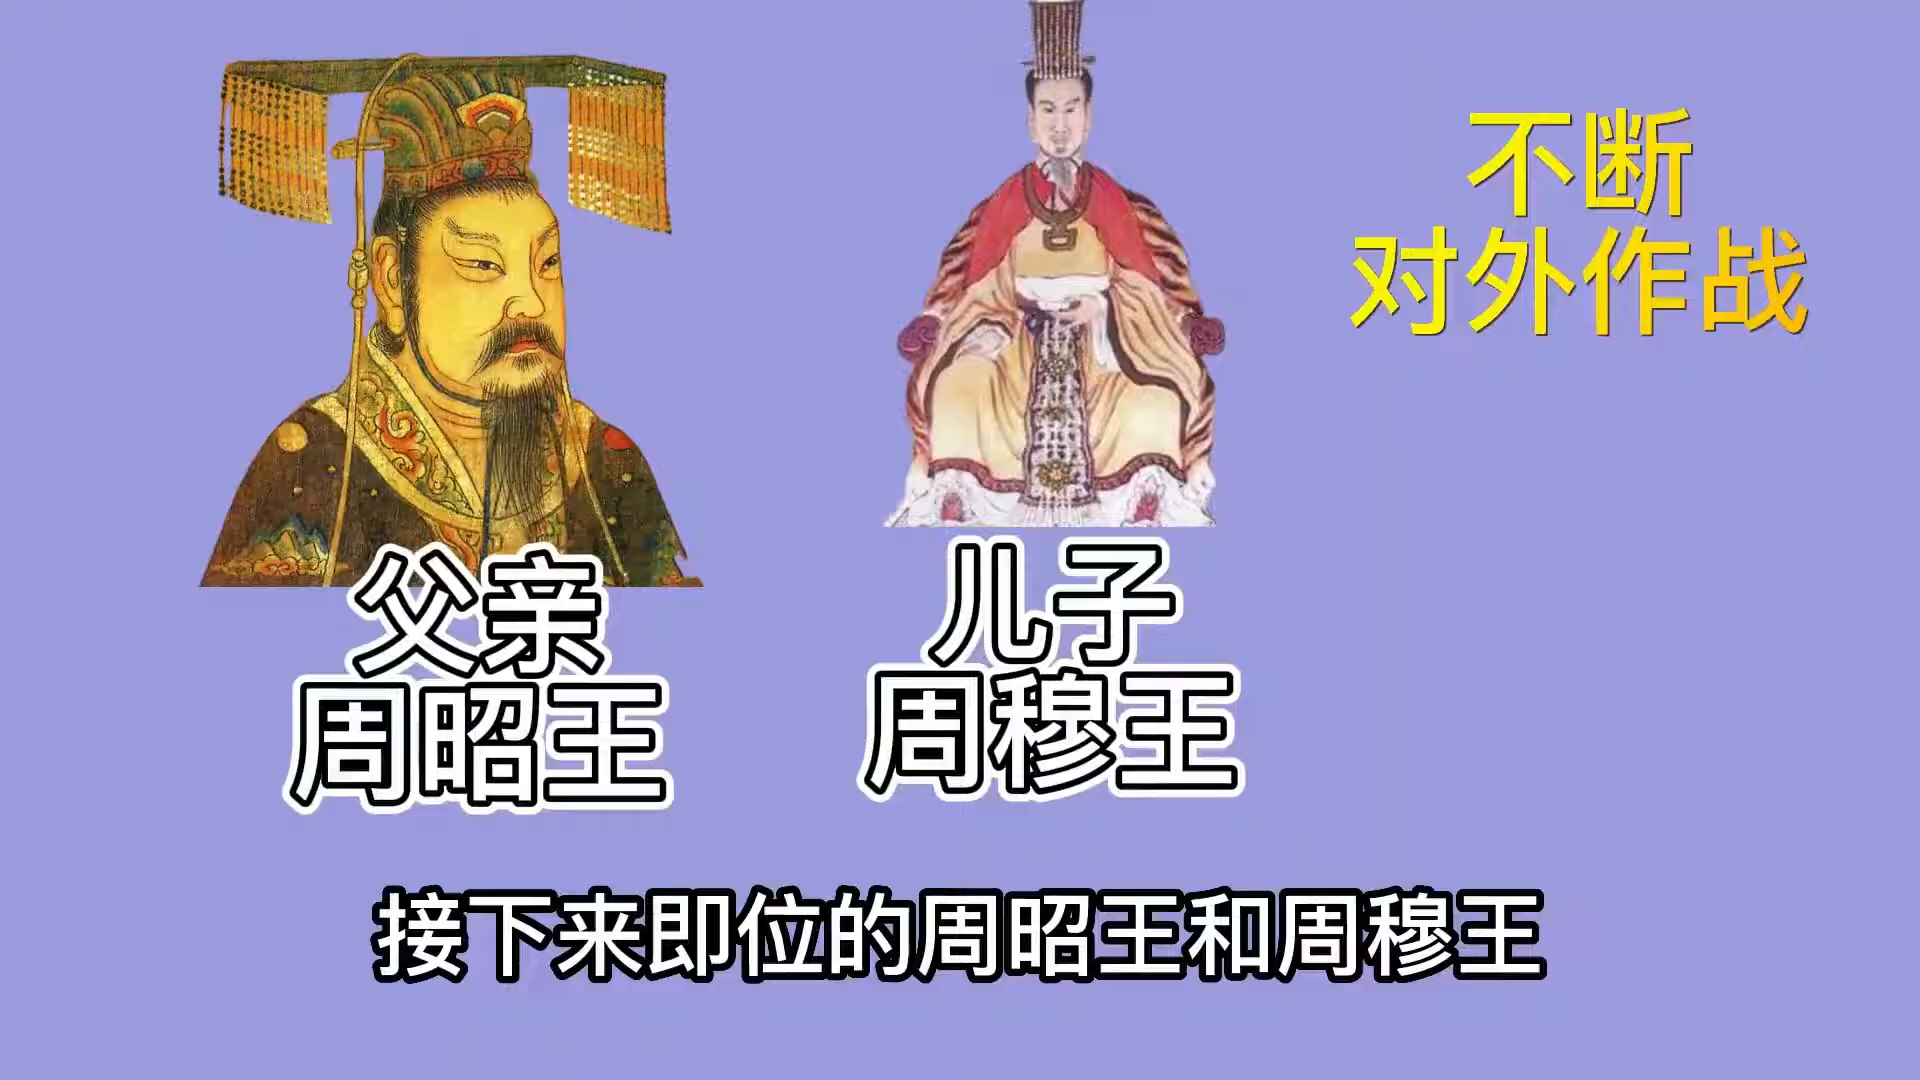 不断
对外作战
父亲
周昭王
儿子
周穆王
接下来即位的周昭王和周穆王